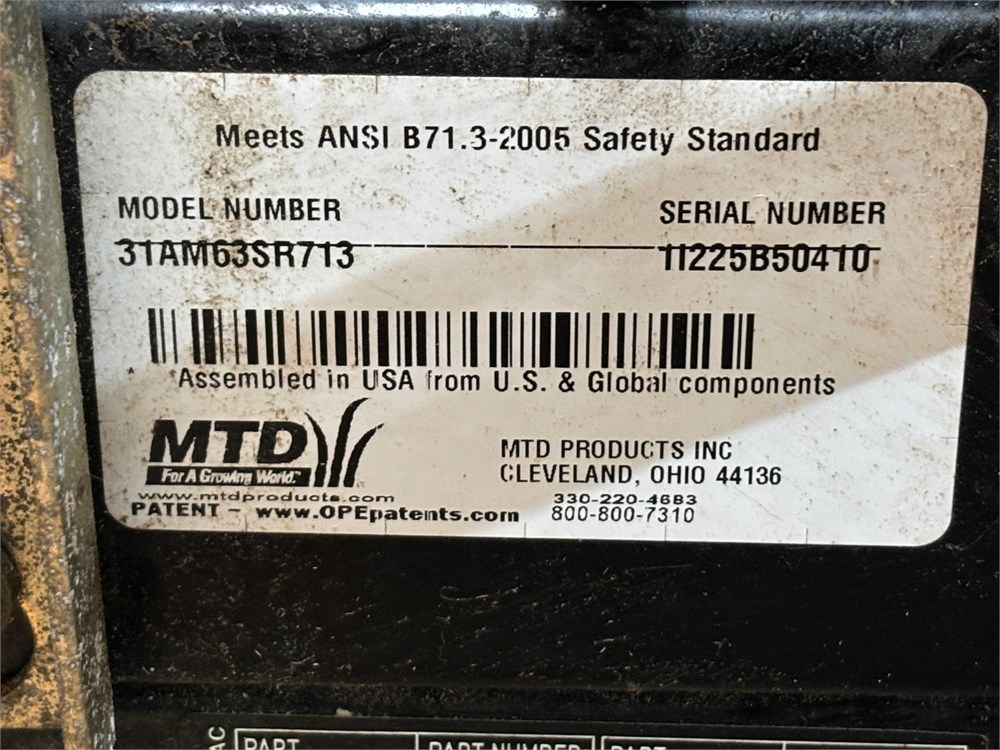 Meets ANSI B71.3-2005 Safety Standard
MODEL NUMBER SERIAL NUMBER
31AM63SR713 1I225B50410
*Assembled in USA from U.S. & Global components
MTD
For A Growing World.™
MTD PRODUCTS INC
CLEVELAND, OHIO 44136
www.mtdproducts.com 330-220-4683
PATENT - www.OPEpatents.com 800-800-7310
PART PART NUMBER PART